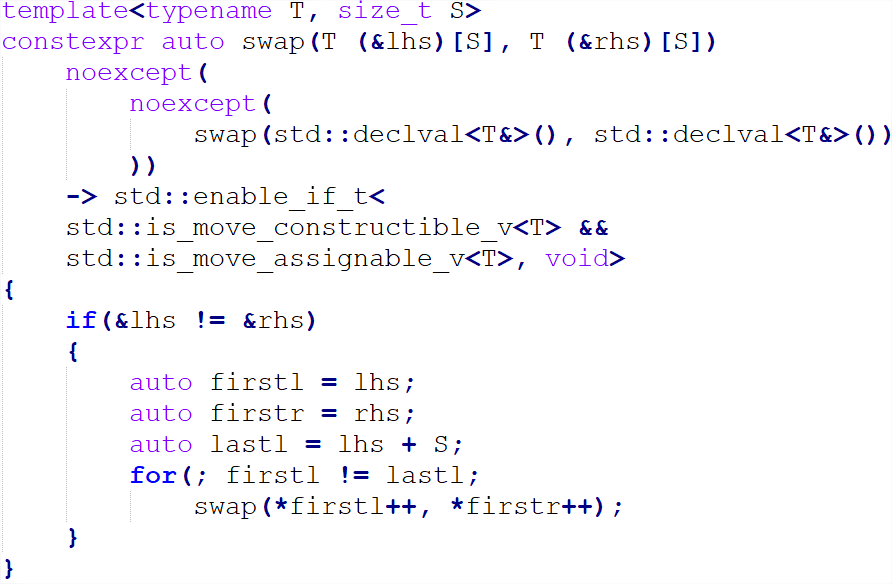 template<typename T, size_t S>
constexpr auto swap(T (&lhs)[S], T (&rhs)[S])
    noexcept(
        noexcept(
            swap(std::declval<T&>(), std::declval<T&>())
        ))
    -> std::enable_if_t<
    std::is_move_constructible_v<T> &&
    std::is_move_assignable_v<T>, void>
{
    if(&lhs != &rhs)
    {
        auto firstl = lhs;
        auto firstr = rhs;
        auto lastl = lhs + S;
        for(; firstl != lastl;
            swap(*firstl++, *firstr++);
    }
}